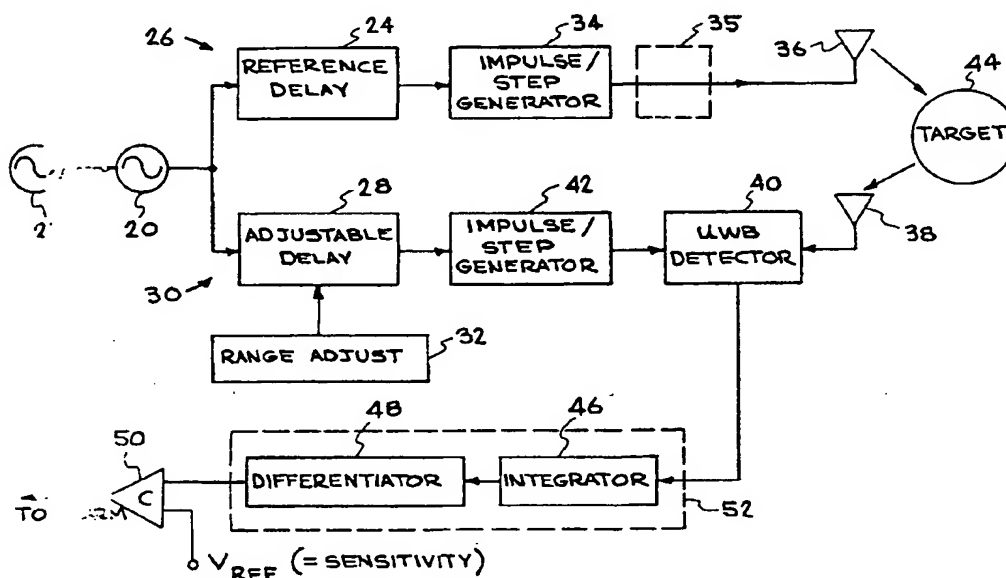 26
24
REFERENCE
DELAY
34
IMPULSE/
STEP
GENERATOR
35
36
44
TARGET
2
20
28
ADJUSTABLE
DELAY
30
42
IMPULSE/
STEP
GENERATOR
40
UWB
DETECTOR
38
RANGE ADJUST
32
50
C
48
DIFFERENTIATOR
46
INTEGRATOR
52
TO
V REF (= SENSITIVITY)